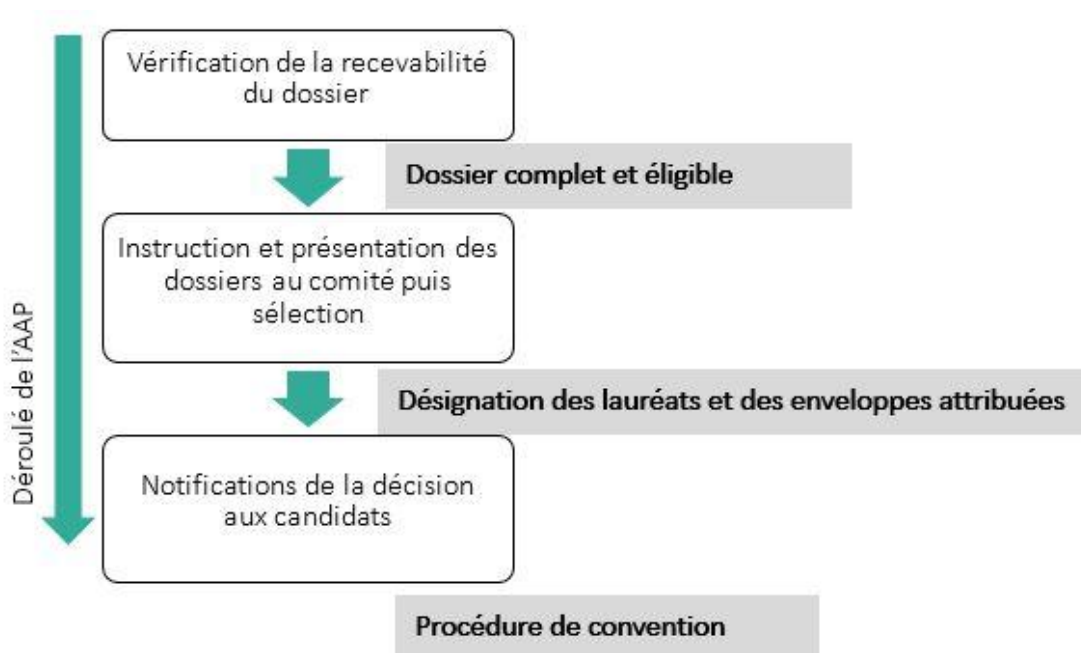 Vérification de la recevabilité
du dossier
Dossier complet et éligible
Instruction et présentation des
dossiers au comité puis
sélection
Désignation des lauréats et des enveloppes attribuées
Notifications de la décision
aux candidats
Procédure de convention
Déroulé de l'AAP